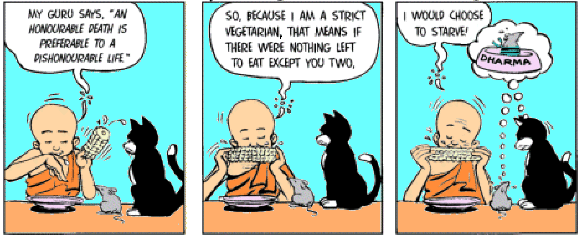 MY GURU SAYS, "AN
HONOURABLE DEATH IS
PREFERABLE TO A
DISHONOURABLE LIFE."
SO, BECAUSE I AM A STRICT
VEGETARIAN, THAT MEANS IF
THERE WERE NOTHING LEFT
TO EAT EXCEPT YOU TWO,
I WOULD CHOOSE
TO STARVE!
DHARMA